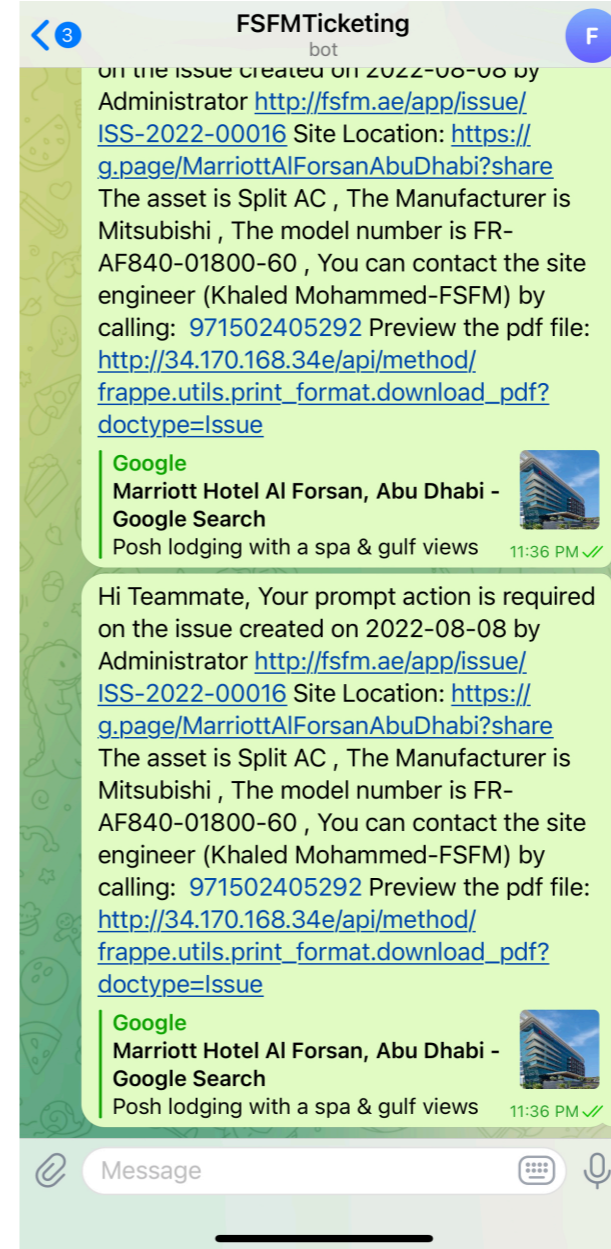 3
FSFMTicketing
bot
F
on the issue created on 2022-08-08 by
Administrator http://fsfm.ae/app/issue/
ISS-2022-00016 Site Location: https://
g.page/MarriottAlForsanAbuDhabi?share
The asset is Split AC , The Manufacturer is
Mitsubishi , The model number is FR-
AF840-01800-60 , You can contact the site
engineer (Khaled Mohammed-FSFM) by
calling: 971502405292 Preview the pdf file:
http://34.170.168.34e/api/method/
frappe.utils.print_format.download_pdf?
doctype=Issue
Google
Marriott Hotel Al Forsan, Abu Dhabi -
Google Search
Posh lodging with a spa & gulf views 11:36 PM
Hi Teammate, Your prompt action is required
on the issue created on 2022-08-08 by
Administrator http://fsfm.ae/app/issue/
ISS-2022-00016 Site Location: https://
g.page/MarriottAlForsanAbuDhabi?share
The asset is Split AC , The Manufacturer is
Mitsubishi , The model number is FR-
AF840-01800-60 , You can contact the site
engineer (Khaled Mohammed-FSFM) by
calling: 971502405292 Preview the pdf file:
http://34.170.168.34e/api/method/
frappe.utils.print_format.download_pdf?
doctype=Issue
Google
Marriott Hotel Al Forsan, Abu Dhabi -
Google Search
Posh lodging with a spa & gulf views 11:36 PM
Message